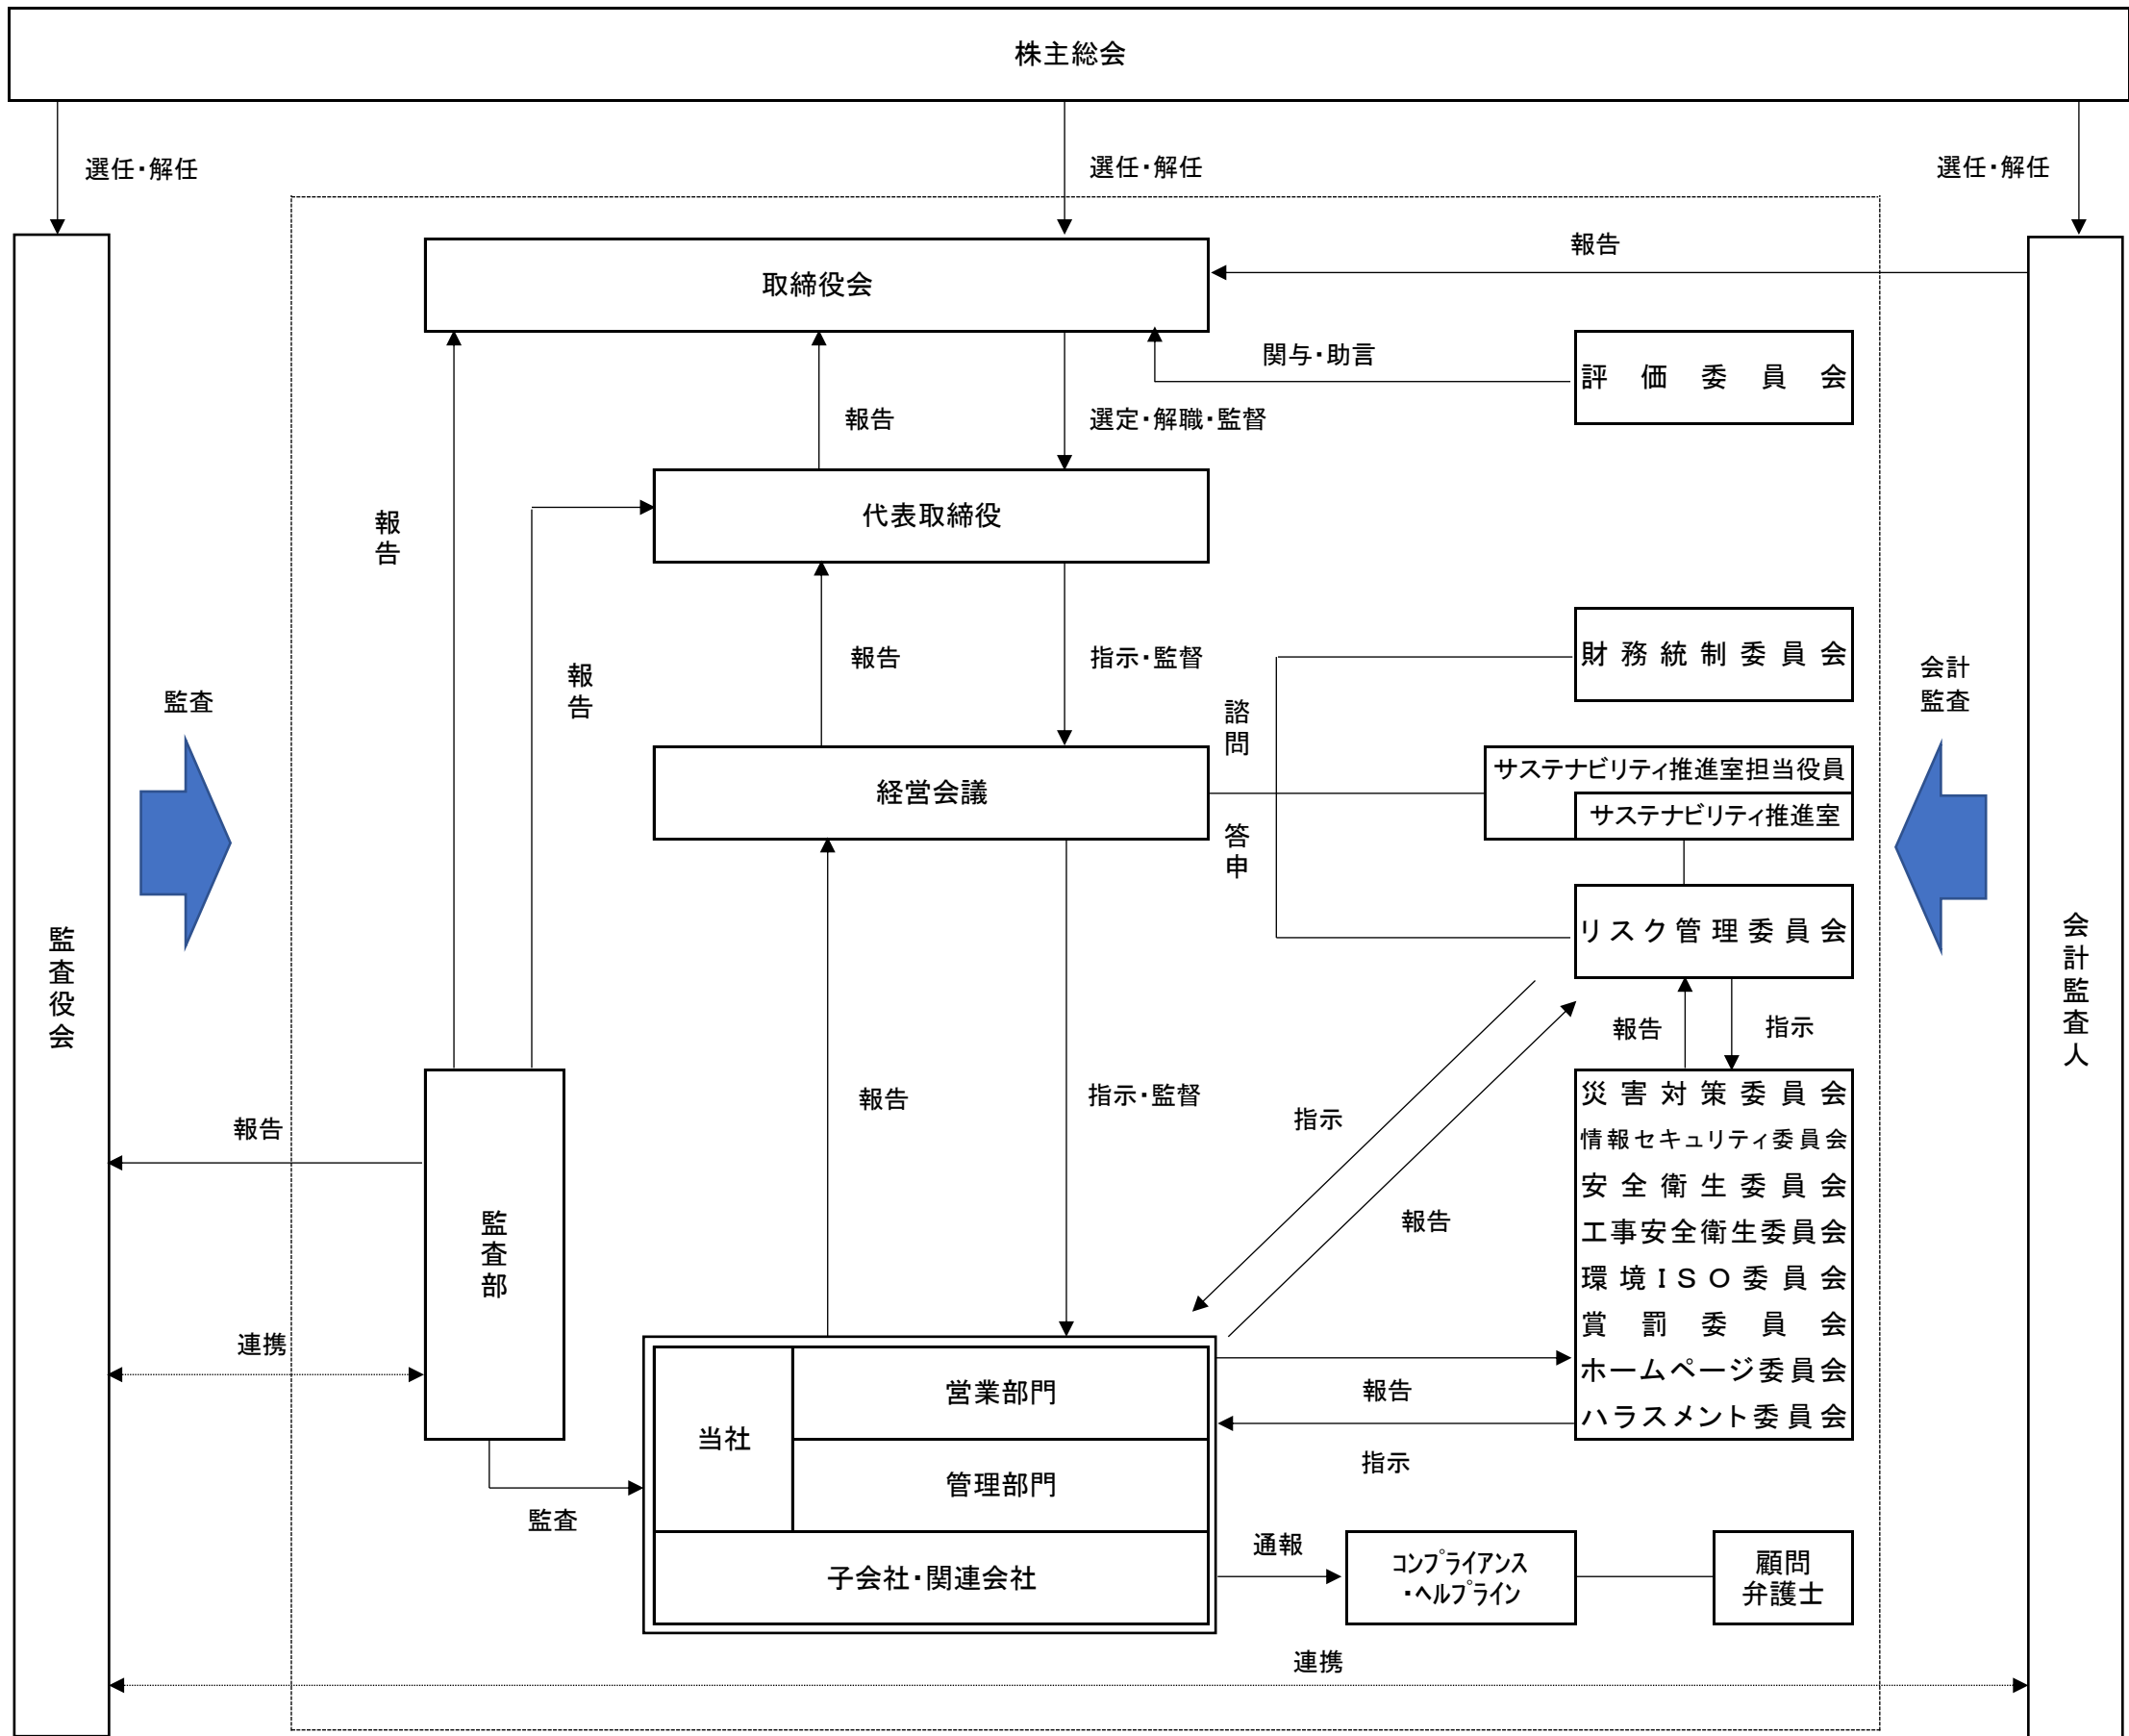 株主総会
選任・解任
選任・解任
選任・解任
報告
取締役会
関与・助言
評価委員会
報告
選定・解職・監督
代表取締役
報告
報告
報告
指示・監督
財務統制委員会
監査
会計
監査
諮問
サステナビリティ推進室担当役員
サステナビリティ推進室
経営会議
答申
リスク管理委員会
監査役会
会計監査人
報告
指示
報告
指示・監督
指示
報告
災害対策委員会
情報セキュリティ委員会
安全衛生委員会
工事安全衛生委員会
環境ISO委員会
賞罰委員会
ホームページ委員会
ハラスメント委員会
報告
監査部
連携
当社
営業部門
管理部門
子会社・関連会社
報告
指示
監査
通報
コンプライアンス
・ヘルプライン
顧問
弁護士
連携